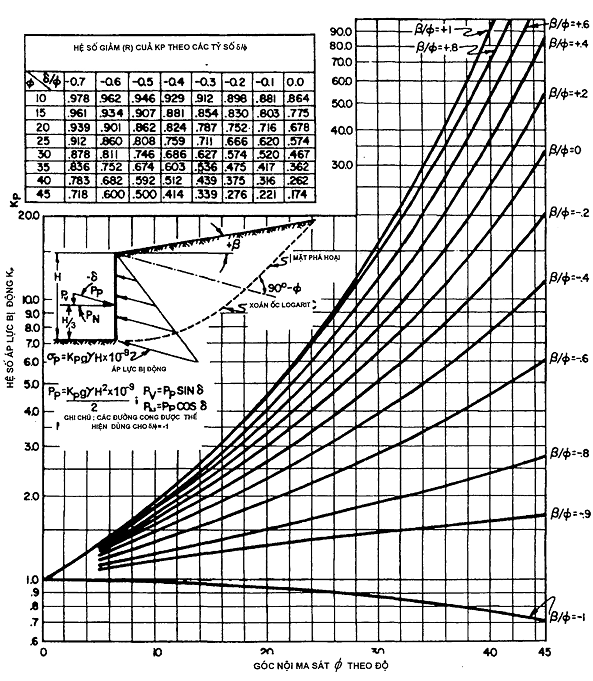 HỆ SỐ GIẢM (R) CUẢ KP THEO CÁC TỶ SỐ δ/ϕ
ϕ δ/ϕ -0.7 -0.6 -0.5 -0.4 -0.3 -0.2 -0.1 0.0
10 .978 .962 .946 .929 .912 .898 .881 .864
15 .961 .934 .907 .881 .854 .830 .803 .775
20 .939 .901 .862 .824 .787 .752 .716 .678
25 .912 .860 .808 .759 .711 .666 .620 .574
30 .878 .811 .746 .686 .627 .574 .520 .467
35 .836 .752 .674 .603 .536 .475 .417 .362
40 .783 .682 .592 .512 .439 .375 .316 .262
45 .718 .600 .500 .414 .339 .276 .221 .174
β/ϕ=+1
β/ϕ=+.8
β/ϕ=+.6
β/ϕ=+.4
β/ϕ=+.2
β/ϕ=0
β/ϕ=-.2
β/ϕ=-.4
β/ϕ=-.6
β/ϕ=-.8
β/ϕ=-.9
β/ϕ=-1
90.0
80.0
70.0
60.0
50.0
40.0
30.0
Kp
20.0
10.0
9.0
8.0
7.0
6.0
5.0
4.0
3.0
2.0
1.0
.9
.8
.7
.6
HỆ SỐ ÁP LỰC BỊ ĐỘNG Kp
+β
MẶT PHÁ HOẠI
90°-ϕ
XOẮN ỐC LOGARIT
H
-δ
Pp
Pv
PN
H/3
σp=KpgγH×10⁻⁹
ÁP LỰC BỊ ĐỘNG
Pp=KpgγH²×10⁻⁹/2 ; Pv=Pp SIN δ
PN=Pp COS δ
GHI CHÚ : CÁC ĐƯỜNG CONG ĐƯỢC THỂ
HIỆN DÙNG CHO δ/ϕ=-1
0 10 20 30 40 45
GÓC NỘI MA SÁT ϕ THEO ĐỘ